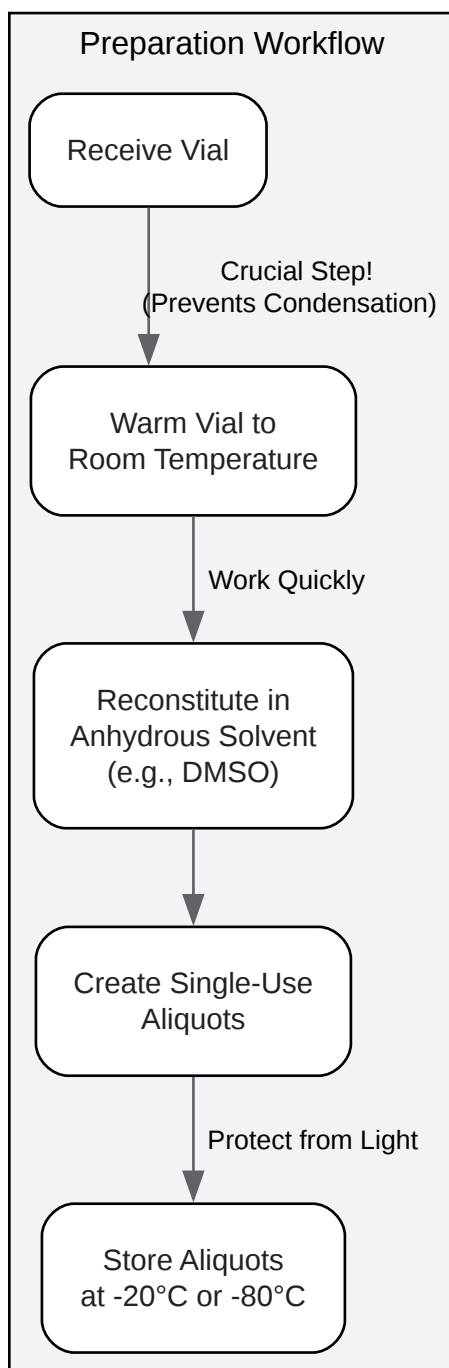 Preparation Workflow
Receive Vial
Crucial Step!
(Prevents Condensation)
Warm Vial to
Room Temperature
Work Quickly
Reconstitute in
Anhydrous Solvent
(e.g., DMSO)
Create Single-Use
Aliquots
Protect from Light
Store Aliquots
at -20°C or -80°C